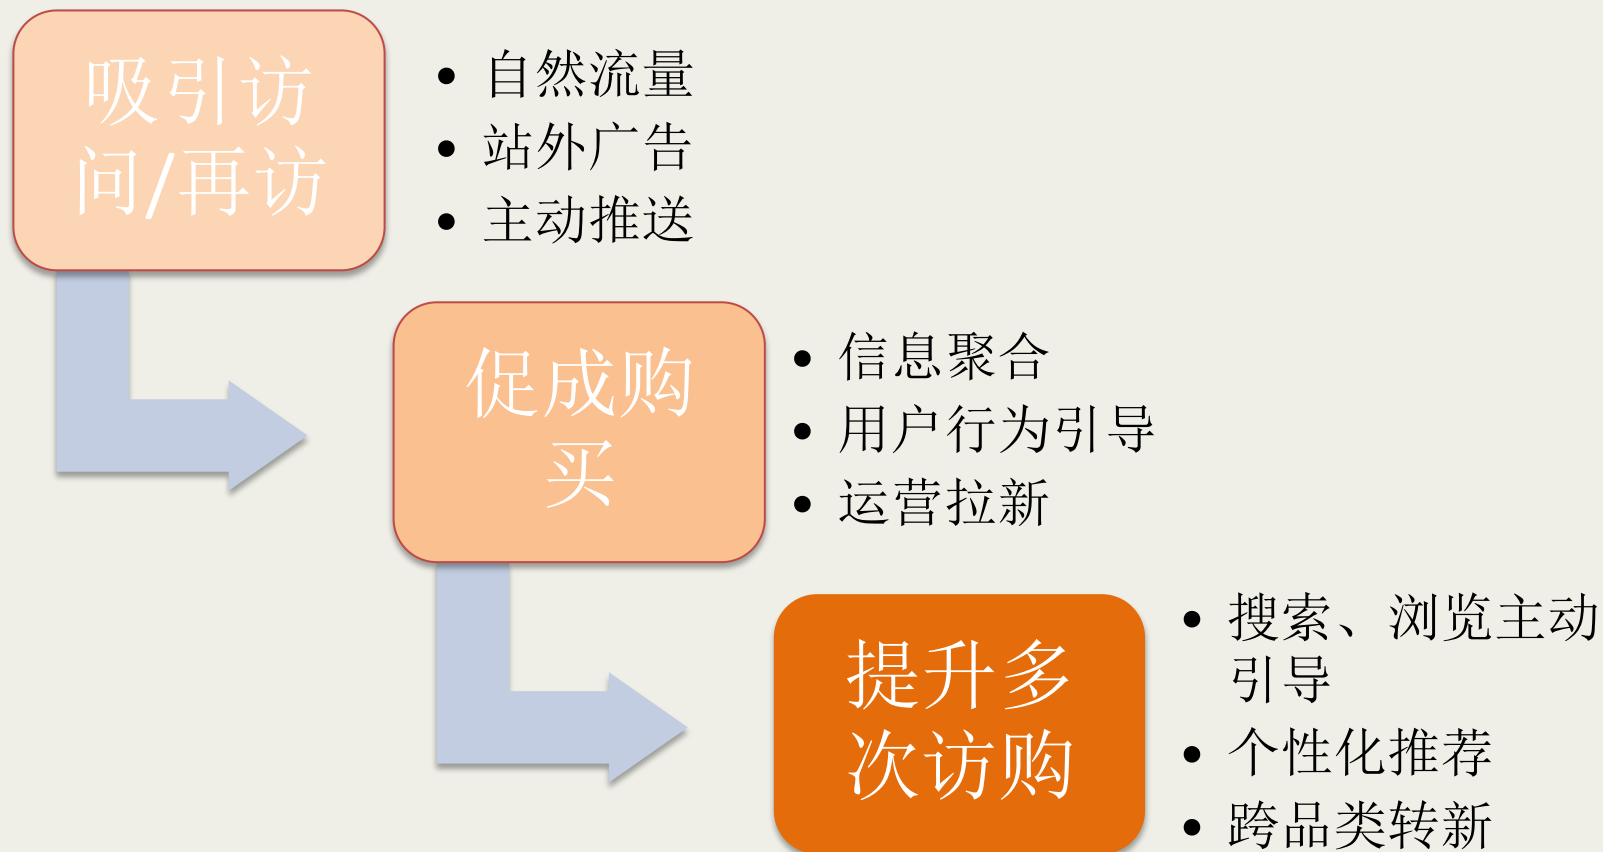 吸引访
问/再访
• 自然流量
• 站外广告
• 主动推送
促成购
买
• 信息聚合
• 用户行为引导
• 运营拉新
提升多
次访购
• 搜索、浏览主动
引导
• 个性化推荐
• 跨品类转新